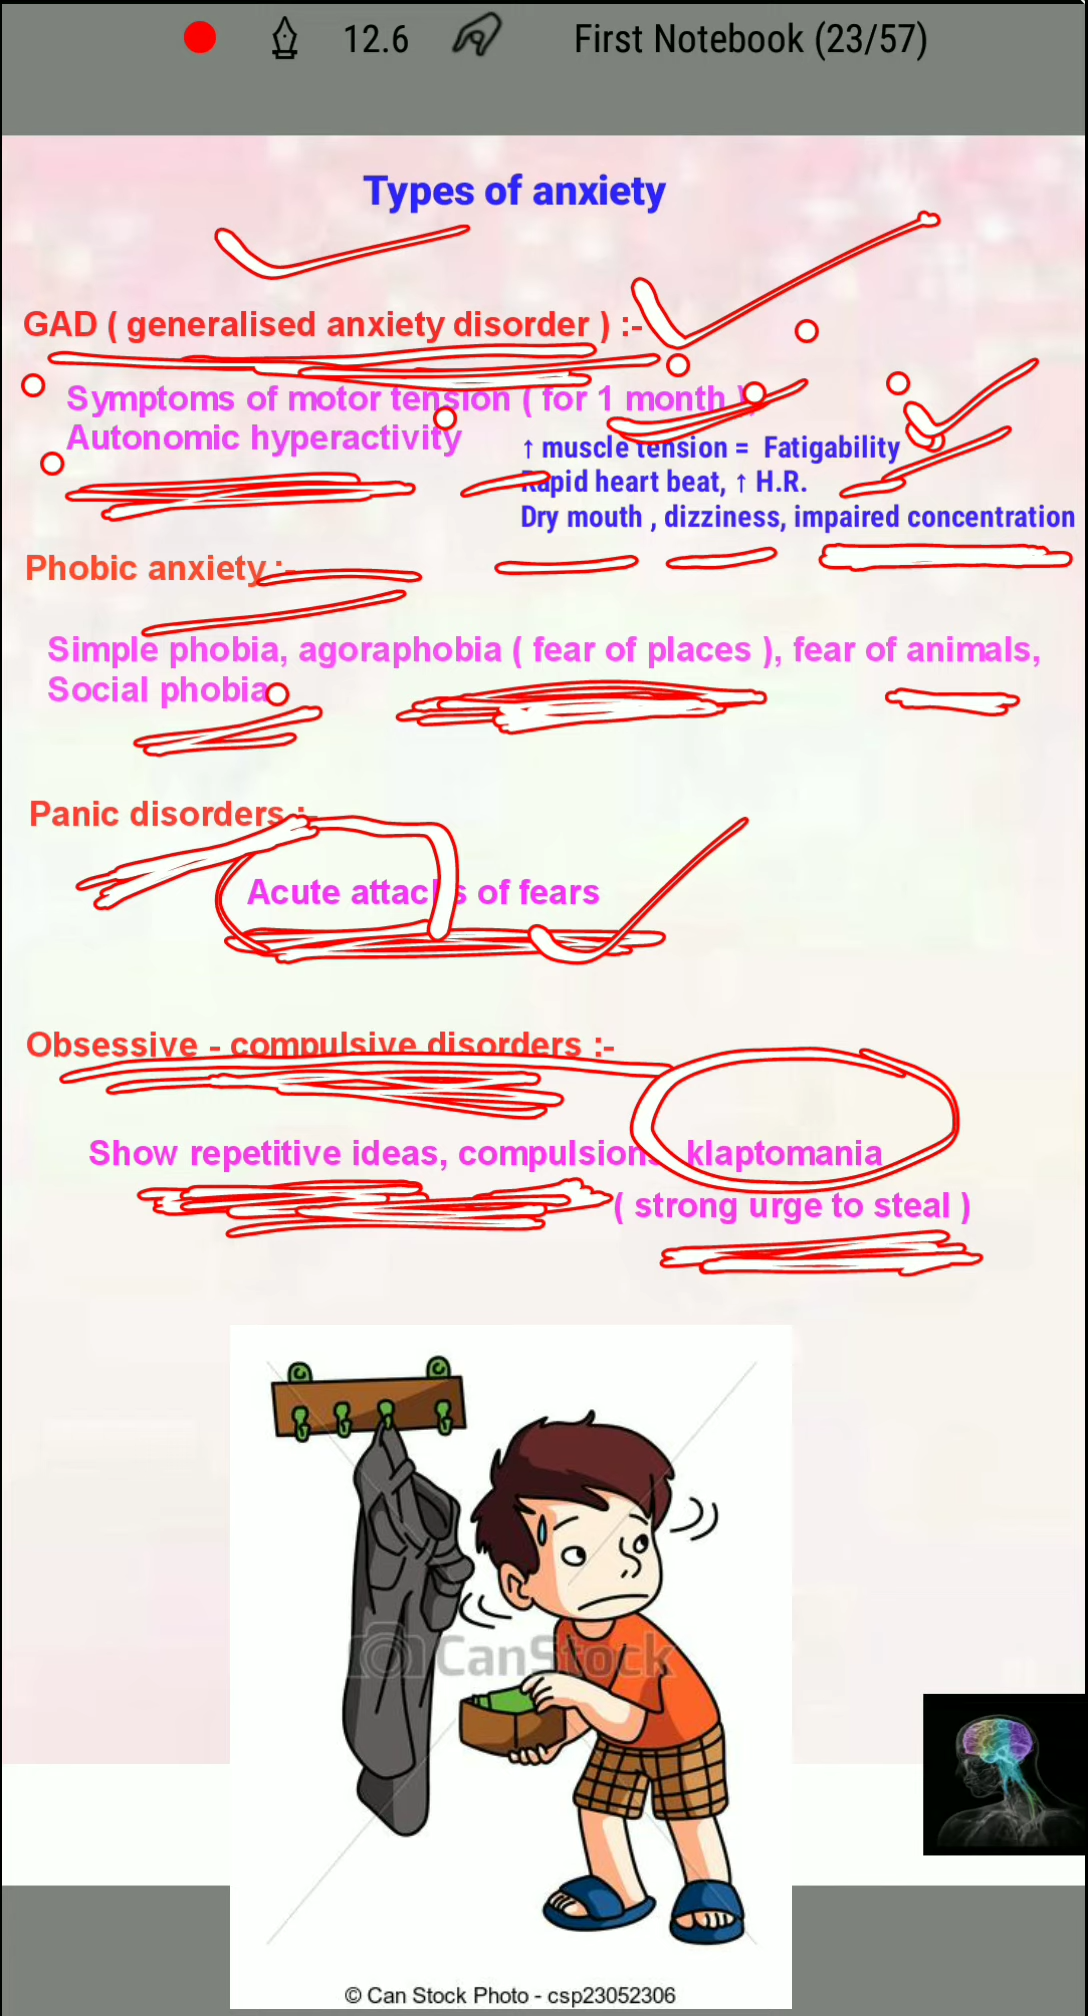 12.6 First Notebook (23/57)
Types of anxiety
GAD ( generalised anxiety disorder ) :-
Symptoms of motor tension ( for 1 month )
Autonomic hyperactivity
↑ muscle tension = Fatigability
Rapid heart beat, ↑ H.R.
Dry mouth , dizziness, impaired concentration
Phobic anxiety :-
Simple phobia, agoraphobia ( fear of places ), fear of animals,
Social phobia
Panic disorders :-
Acute attacks of fears
Obsessive - compulsive disorders :-
Show repetitive ideas, compulsions klaptomania
( strong urge to steal )
CanStock
© Can Stock Photo - csp23052306